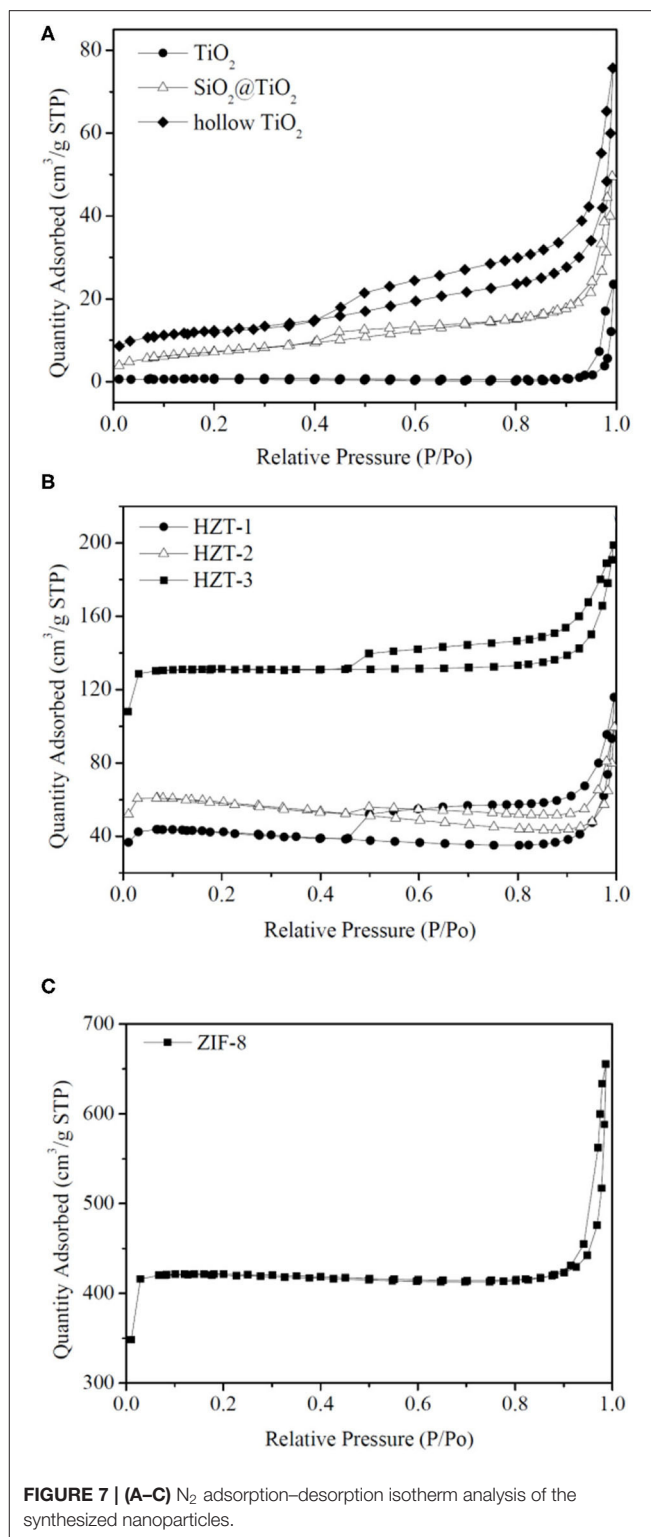 A
80
60
40
20
0
TiO₂
SiO₂@TiO₂
hollow TiO₂
Quantity Adsorbed (cm³/g STP)
0.0 0.2 0.4 0.6 0.8 1.0
Relative Pressure (P/Po)
B
200
160
120
80
40
HZT-1
HZT-2
HZT-3
Quantity Adsorbed (cm³/g STP)
0.0 0.2 0.4 0.6 0.8 1.0
Relative Pressure (P/Po)
C
700
600
500
400
300
ZIF-8
Quantity Adsorbed (cm³/g STP)
0.0 0.2 0.4 0.6 0.8 1.0
Relative Pressure (P/Po)
FIGURE 7 | (A–C) N₂ adsorption–desorption isotherm analysis of the
synthesized nanoparticles.